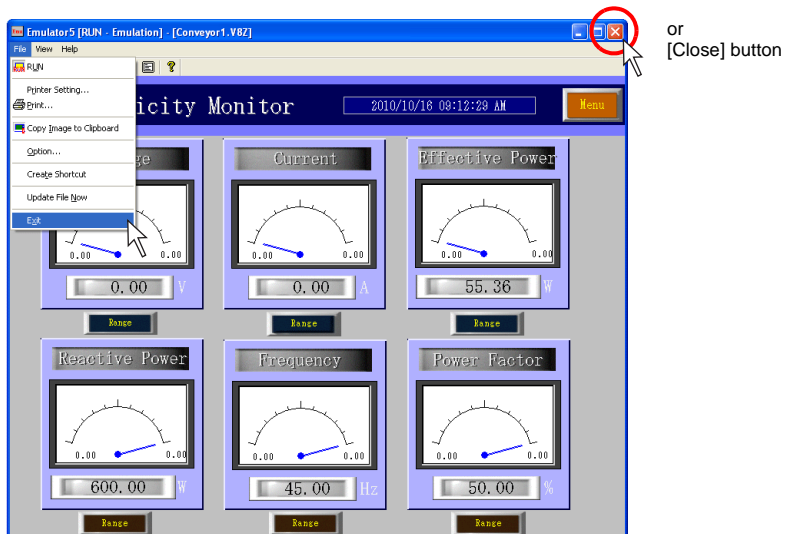 Emulator5 [RUN - Emulation] - [Conveyor1.V8Z]
or
[Close] button
File View Help
RUN
Printer Setting...
Print...
Copy Image to Clipboard
Option...
Create Shortcut
Update File Now
Exit
icity Monitor
2010/10/16 09:12:29 AM
Menu
ge Current Effective Power
0.00 0.00 0.00 0.00 0.00 0.00
0.00 V 0.00 A 55.36 W
Range Range Range
Reactive Power Frequency Power Factor
0.00 0.00 0.00 0.00 0.00 0.00
600.00 W 45.00 Hz 50.00 %
Range Range Range